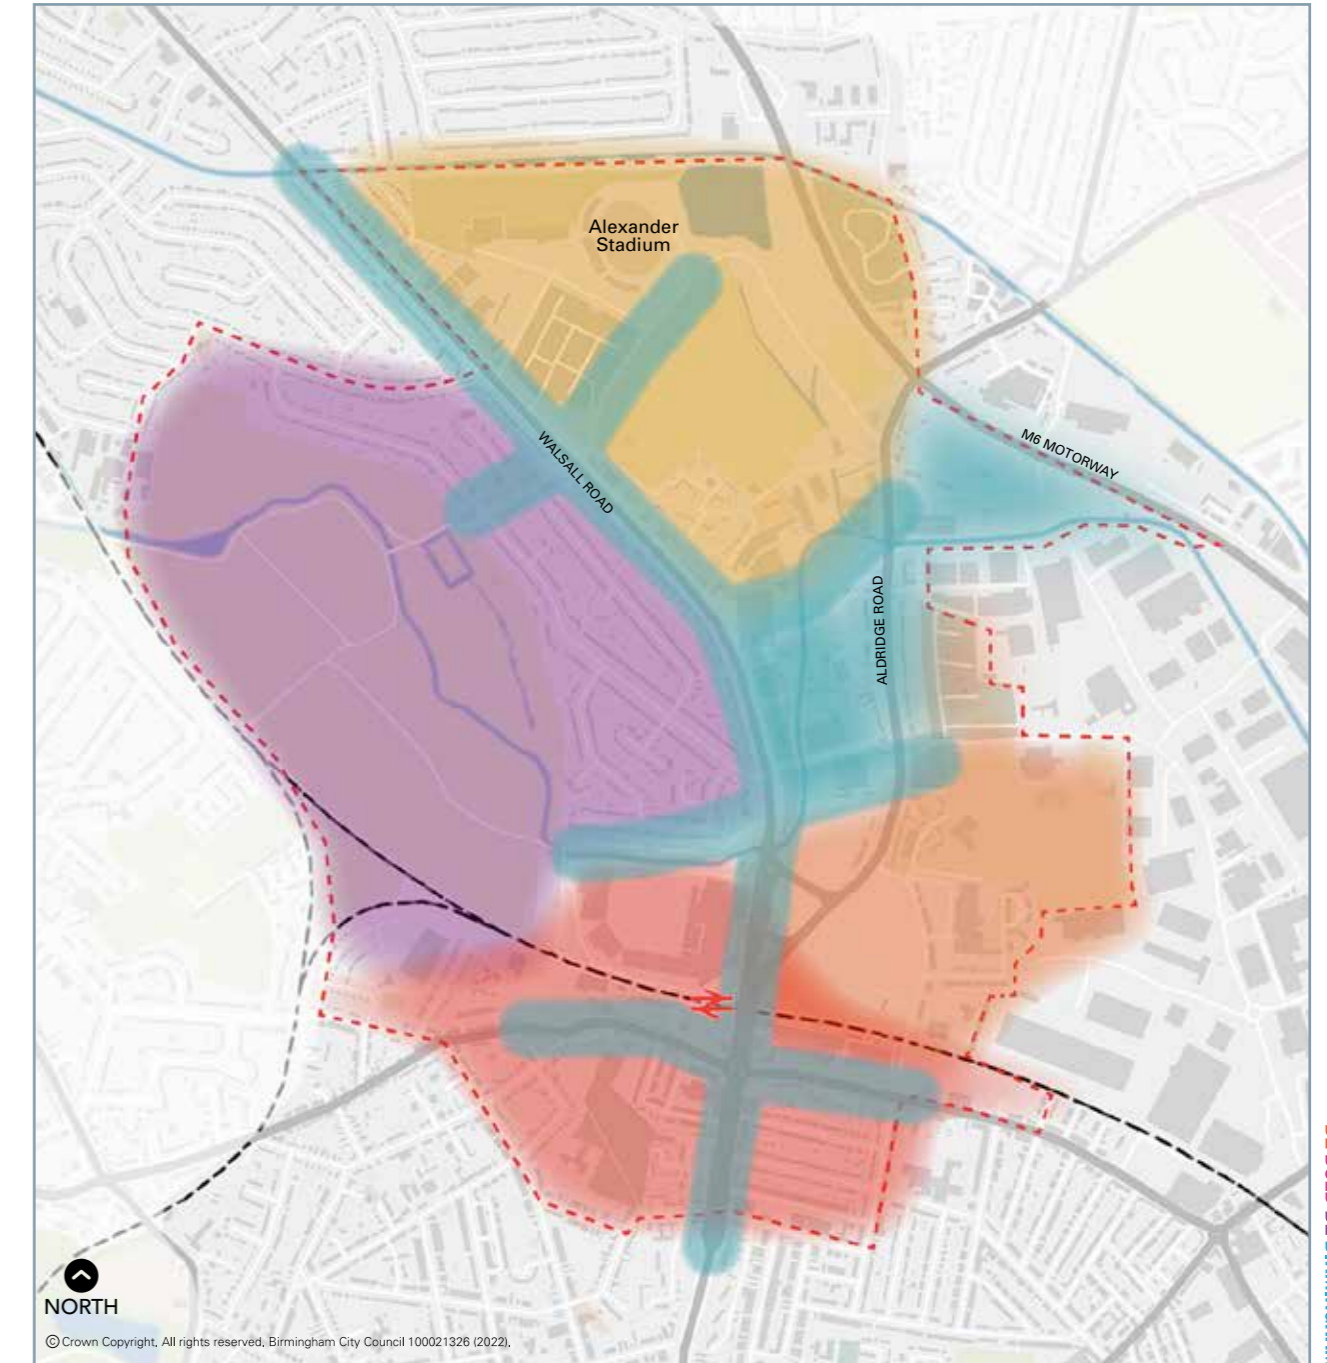 Alexander
Stadium
WALSALL ROAD
M6 MOTORWAY
ALDRIDGE ROAD
NORTH
© Crown Copyright, All rights reserved, Birmingham City Council 100021326 (2022),